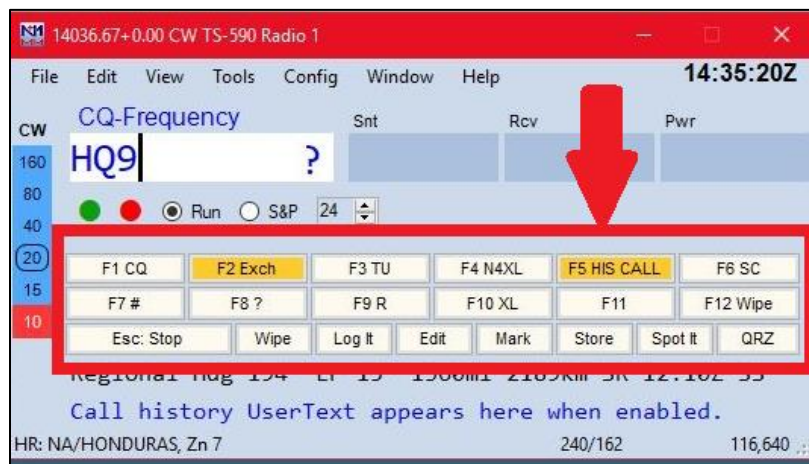 N1 14036.67+0.00 CW TS-590 Radio 1
File Edit View Tools Config Window Help 14:35:20Z
CW CQ-Frequency Snt Rcv Pwr
160 HQ9 ?
80
40 Run S&P 24
20 F1 CQ F2 Exch F3 TU F4 N4XL F5 HIS CALL F6 SC
15 F7 # F8 ? F9 R F10 XL F11 F12 Wipe
10 Esc: Stop Wipe Log It Edit Mark Store Spot It QRZ
Call history UserText appears here when enabled.
HR: NA/HONDURAS, Zn 7 240/162 116,640